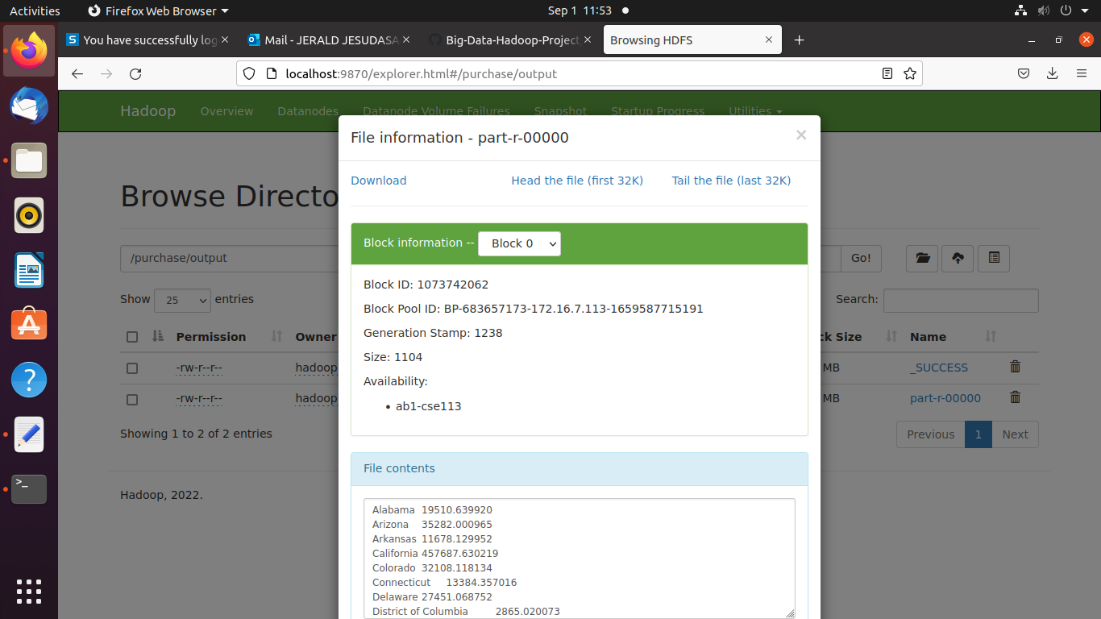 Activities Firefox Web Browser Sep 1 11:53
You have successfully log Mail - JERALD JESUDASA Big-Data-Hadoop-Project Browsing HDFS
localhost:9870/explorer.html#/purchase/output
Hadoop Overview Datanodes Datanode Volume Failures Snapshot Startup Progress Utilities
File information - part-r-00000 ×
Download Head the file (first 32K) Tail the file (last 32K)
Browse Directo
Block information -- Block 0
/purchase/output Go!
Block ID: 1073742062
Show 25 entries Search:
Block Pool ID: BP-683657173-172.16.7.113-1659587715191
Generation Stamp: 1238
Permission Owner ck Size Name
Size: 1104
-rw-r--r-- hadoop MB _SUCCESS
Availability:
-rw-r--r-- hadoop MB part-r-00000
• ab1-cse113
Showing 1 to 2 of 2 entries Previous 1 Next
File contents
Hadoop, 2022.
Alabama 19510.639920
Arizona 35282.000965
Arkansas 11678.129952
California 457687.630219
Colorado 32108.118134
Connecticut 13384.357016
Delaware 27451.068752
District of Columbia 2865.020073